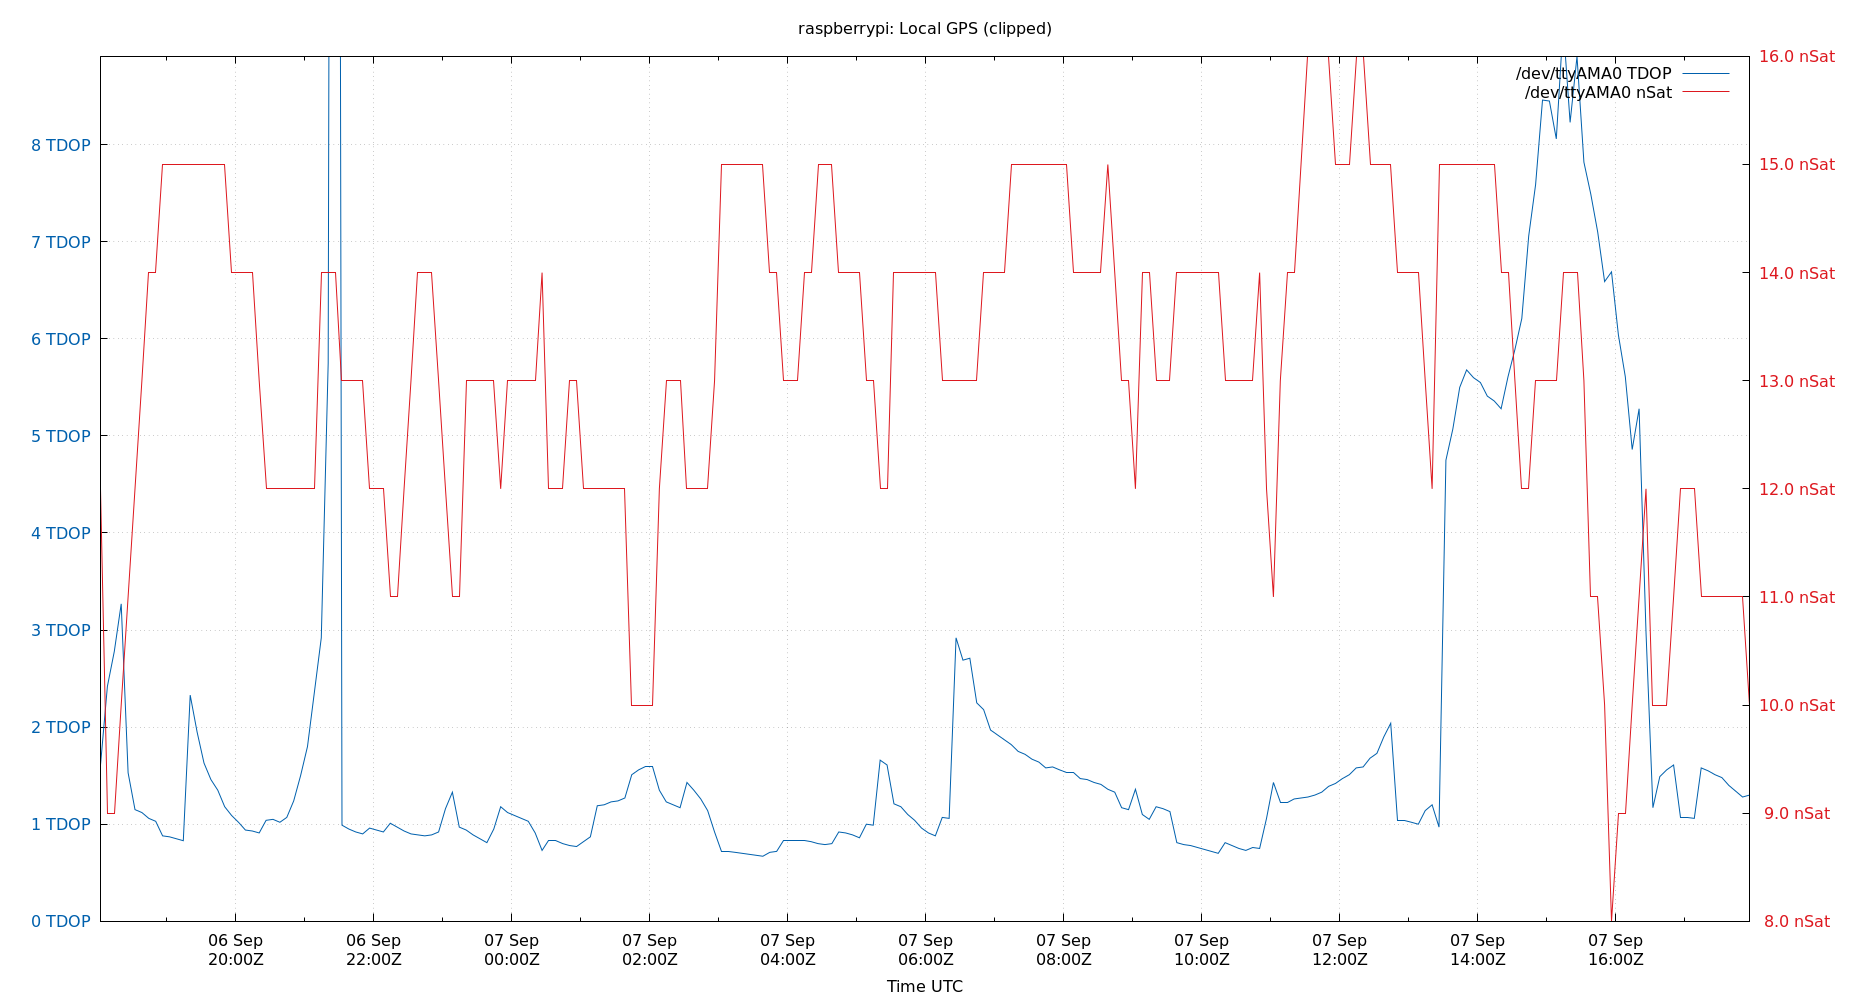 raspberrypi: Local GPS (clipped)
16.0 nSat
/dev/ttyAMA0 TDOP
/dev/ttyAMA0 nSat
8 TDOP
15.0 nSat
7 TDOP
14.0 nSat
6 TDOP
13.0 nSat
5 TDOP
12.0 nSat
4 TDOP
11.0 nSat
3 TDOP
10.0 nSat
2 TDOP
9.0 nSat
1 TDOP
0 TDOP
8.0 nSat
06 Sep
20:00Z
06 Sep
22:00Z
07 Sep
00:00Z
07 Sep
02:00Z
07 Sep
04:00Z
07 Sep
06:00Z
07 Sep
08:00Z
07 Sep
10:00Z
07 Sep
12:00Z
07 Sep
14:00Z
07 Sep
16:00Z
Time UTC